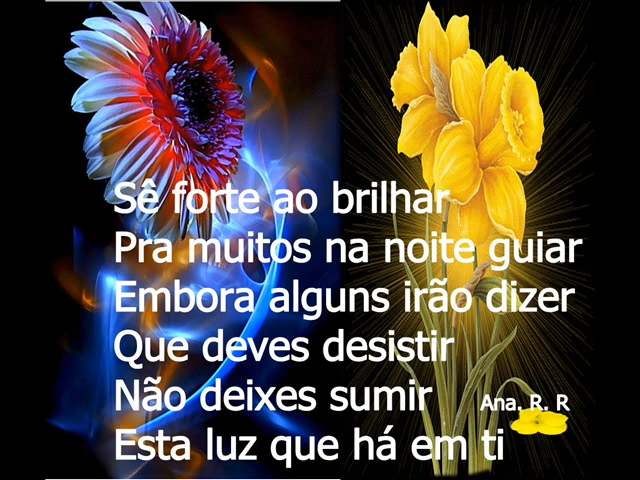 Sê forte ao brilhar
Pra muitos na noite guiar
Embora alguns irão dizer
Que deves desistir
Não deixes sumir
Ana. R. R
Esta luz que há em ti